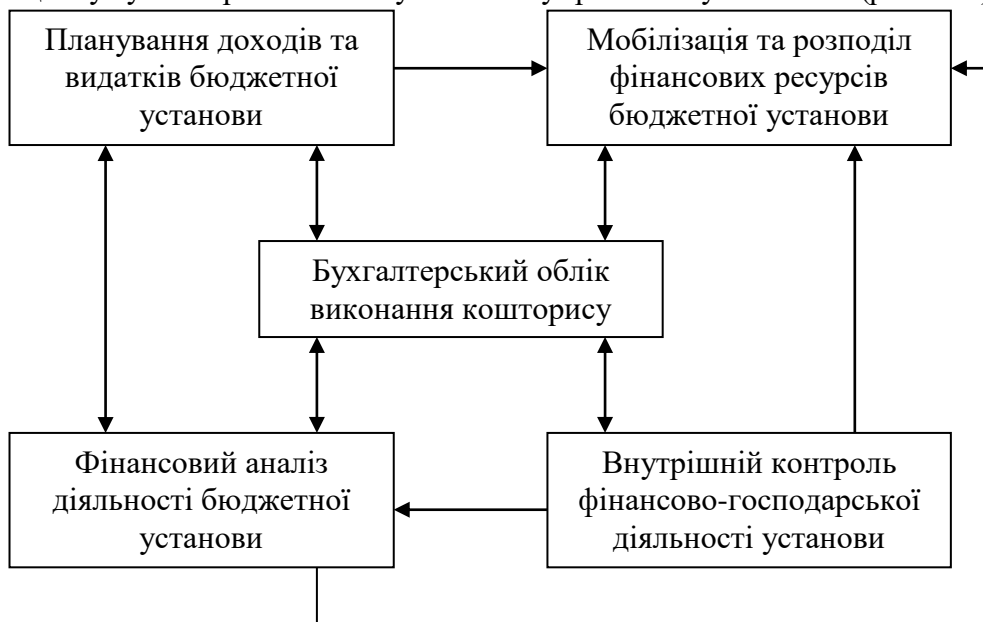 Планування доходів та
видатків бюджетної
установи
Мобілізація та розподіл
фінансових ресурсів
бюджетної установи
Бухгалтерський облік
виконання кошторису
Фінансовий аналіз
діяльності бюджетної
установи
Внутрішній контроль
фінансово-господарської
діяльності установи